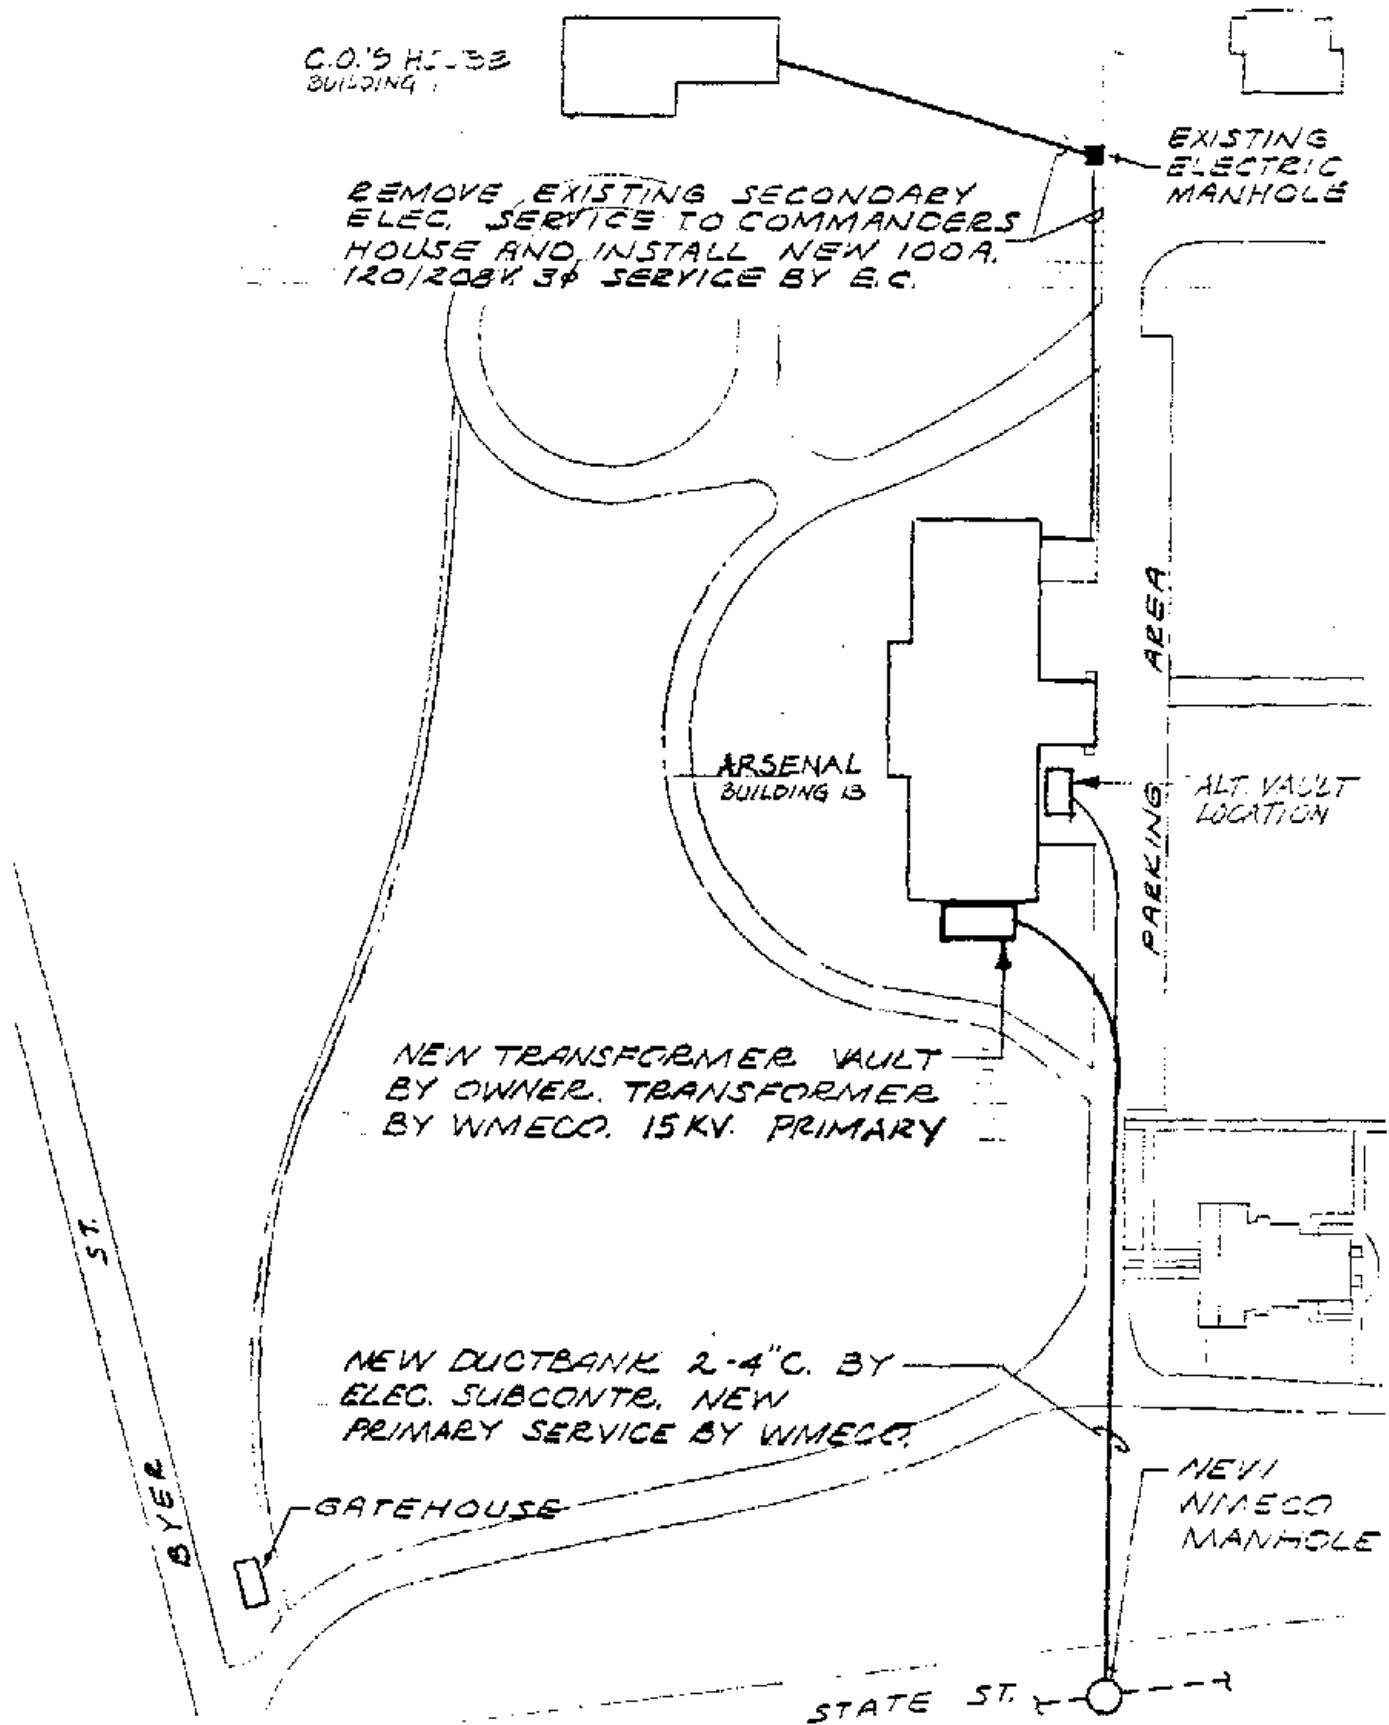 C.O.'S
BUILDING 1
EXISTING
ELECTRIC
MANHOLE
REMOVE EXISTING SECONDARY
ELEC. SERVICE TO COMMANDERS
HOUSE AND INSTALL NEW 100A.
120/208V. 3φ SERVICE BY E.C.
PARKING AREA
ARSENAL
BUILDING 13
ALT. VAULT
LOCATION
NEW TRANSFORMER VAULT
BY OWNER. TRANSFORMER
BY WMECO. 15KV. PRIMARY
BYER ST.
NEW DUCTBANK 2-4"C. BY
ELEC. SUBCONTR. NEW
PRIMARY SERVICE BY WMECO.
GATEHOUSE
NEW
WMECO
MANHOLE
STATE ST.